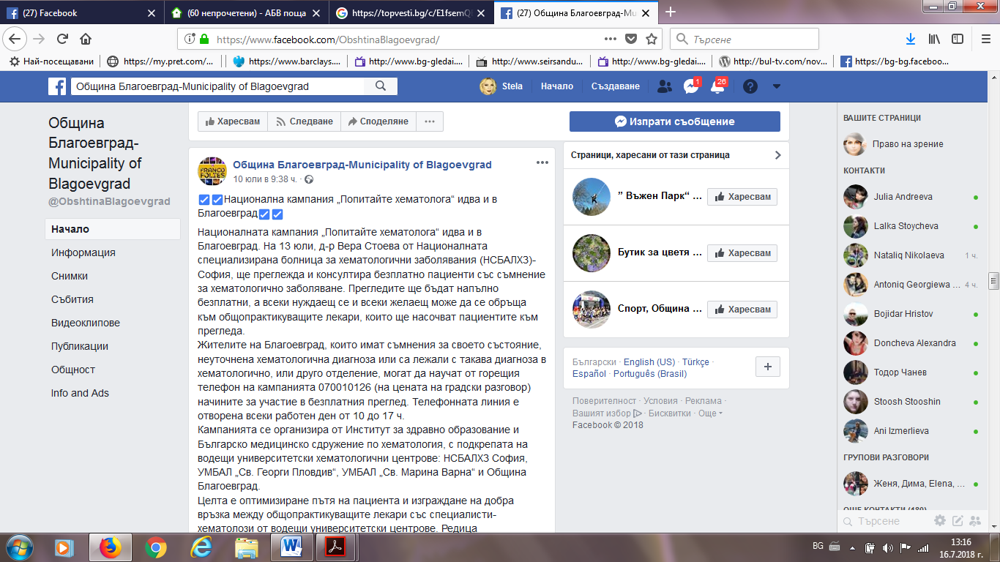 (27) Facebook
(60 непрочетени) - АБВ поща
https://topvesti.bg/c/E1fsemQ
(27) Община Благоевград-Mu
https://www.facebook.com/ObshtinaBlagoevgrad/
Търсене
Най-посещавани
https://my.pret.com/...
https://www.barclays....
http://www.bg-gledai....
http://www.seirsandu...
http://www.bg-gledai....
http://bul-tv.com/nov...
https://bg-bg.faceboo...
Община Благоевград-Municipality of Blagoevgrad
Stela
Начало
Създаване
1
26
Община
Благоевград-
Municipality of
Blagoevgrad
@ObshtinaBlagoevgrad
Начало
Информация
Снимки
Събития
Видеоклипове
Публикации
Общност
Info and Ads
Харесвам
Следване
Споделяне
Изпрати съобщение
FRANCO
FOLIES
Община Благоевград-Municipality of Blagoevgrad
10 юли в 9:38 ч. ·
Национална кампания „Попитайте хематолога“ идва и в
Благоевград
Националната кампания „Попитайте хематолога“ идва и в
Благоевград. На 13 юли, д-р Вера Стоева от Националната
специализирана болница за хематологични заболявания (НСБАЛХЗ)-
София, ще преглежда и консултира безплатно пациенти със съмнение
за хематологично заболяване. Прегледите ще бъдат напълно
безплатни, а всеки нуждаещ се и всеки желаещ може да се обръща
към общопрактикуващите лекари, които ще насочват пациентите към
прегледа.
Жителите на Благоевград, които имат съмнения за своето състояние,
неуточнена хематологична диагноза или са лежали с такава диагноза в
хематологично, или друго отделение, могат да научат от горещия
телефон на кампанията 070010126 (на цената на градски разговор)
начините за участие в безплатния преглед. Телефонната линия е
отворена всеки работен ден от 10 до 17 ч.
Кампанията се организира от Институт за здравно образование и
Българско медицинско сдружение по хематология, с подкрепата на
водещи университетски хематологични центрове: НСБАЛХЗ София,
УМБАЛ „Св. Георги Пловдив“, УМБАЛ „Св. Марина Варна“ и Община
Благоевград.
Целта е оптимизиране пътя на пациента и изграждане на добра
връзка между общопрактикуващите лекари със специалисти-
хематолози от водещи университетски центрове. Редица
Страници, харесани от тази страница
” Въжен Парк“ ...
Харесвам
Бутик за цветя ...
Харесвам
Спорт, Община ...
Харесвам
Български · English (US) · Türkçe ·
Español · Português (Brasil)
Поверителност · Условия · Реклама ·
Вашият избор · Бисквитки · Още
Facebook © 2018
ВАШИТЕ СТРАНИЦИ
Право на зрение
КОНТАКТИ
Julia Andreeva
Lalka Stoycheva
Nataliq Nikolaeva 1 ч.
Antoniq Georgiewa ... 4 ч.
Bojidar Hristov
Doncheva Alexandra
Тодор Чанев
Stoosh Stooshin
Ani Izmerlieva
ГРУПОВИ РАЗГОВОРИ
Женя, Дима, Elena, ...
ОЩЕ КОНТАКТИ (180)
Търсене
BG
13:16
16.7.2018 г.